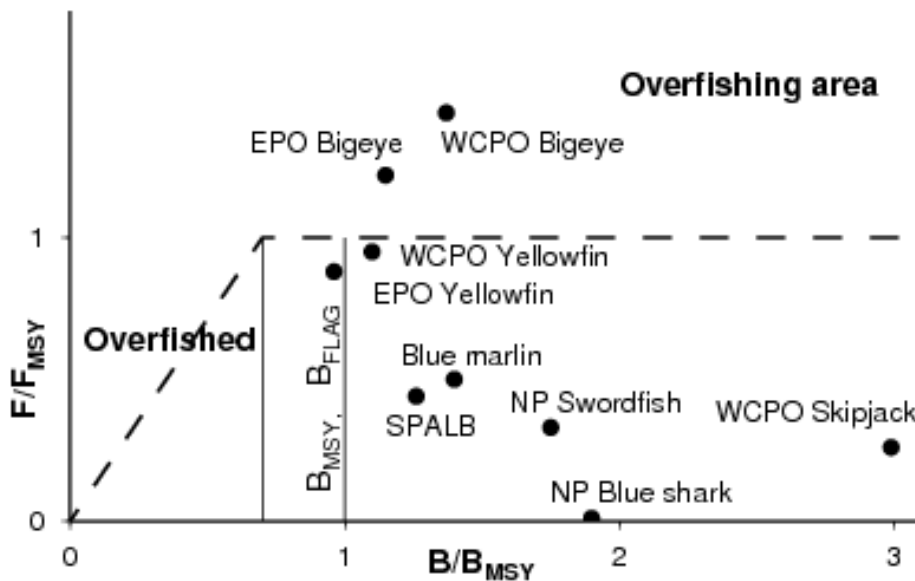 Overfishing area
EPO Bigeye
WCPO Bigeye
1
WCPO Yellowfin
EPO Yellowfin
Overfished
F/FMSY
BMSY, BFLAG
Blue marlin
SPALB
NP Swordfish
WCPO Skipjack
NP Blue shark
0
0
1
2
3
B/BMSY